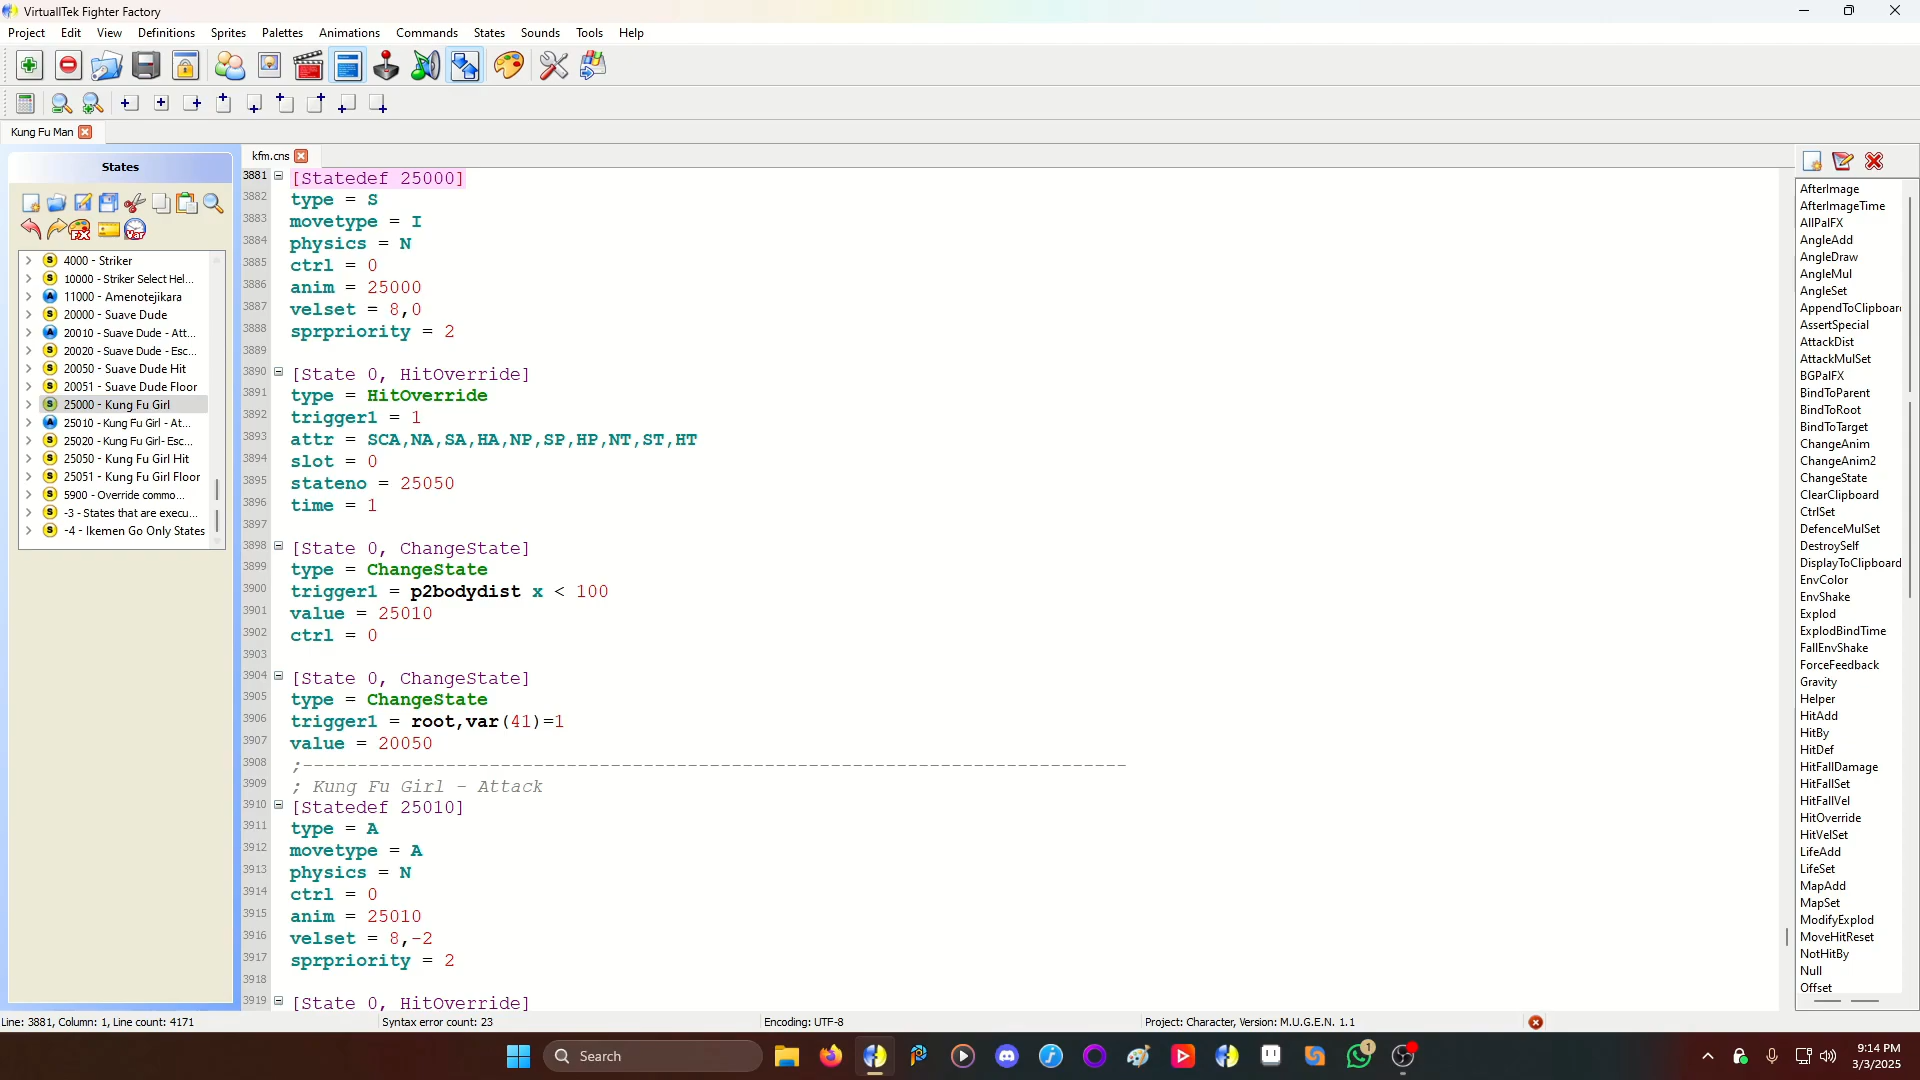 VirtuallTek Fighter Factory
Project Edit View Definitions Sprites Palettes Animations Commands States Sounds Tools Help
Kung Fu Man
States
kfm.cns
4000 - Striker
10000 - Striker Select Hel...
11000 - Amenotejikara
20000 - Suave Dude
20010 - Suave Dude - Att...
20020 - Suave Dude - Esc...
20050 - Suave Dude Hit
20051 - Suave Dude Floor
25000 - Kung Fu Girl
25010 - Kung Fu Girl - At...
25020 - Kung Fu Girl- Esc...
25050 - Kung Fu Girl Hit
25051 - Kung Fu Girl Floor
5900 - Override commo...
-3 - States that are execu...
-4 - Ikemen Go Only States
3881 [Statedef 25000]
3882 type = S
3883 movetype = I
3884 physics = N
3885 ctrl = 0
3886 anim = 25000
3887 velset = 8,0
3888 sprpriority = 2
3889
3890 [State 0, HitOverride]
3891 type = HitOverride
3892 trigger1 = 1
3893 attr = SCA,NA,SA,HA,NP,SP,HP,NT,ST,HT
3894 slot = 0
3895 stateno = 25050
3896 time = 1
3897
3898 [State 0, ChangeState]
3899 type = ChangeState
3900 trigger1 = p2bodydist x < 100
3901 value = 25010
3902 ctrl = 0
3903
3904 [State 0, ChangeState]
3905 type = ChangeState
3906 trigger1 = root,var(41)=1
3907 value = 20050
3908 ;---------------------------------------------------------------------------
3909 ; Kung Fu Girl - Attack
3910 [Statedef 25010]
3911 type = A
3912 movetype = A
3913 physics = N
3914 ctrl = 0
3915 anim = 25010
3916 velset = 8,-2
3917 sprpriority = 2
3918
3919 [State 0, HitOverride]
AfterImage
AfterImageTime
AllPalFX
AngleAdd
AngleDraw
AngleMul
AngleSet
AppendToClipboar
AssertSpecial
AttackDist
AttackMulSet
BGPalFX
BindToParent
BindToRoot
BindToTarget
ChangeAnim
ChangeAnim2
ChangeState
ClearClipboard
CtrlSet
DefenceMulSet
DestroySelf
DisplayToClipboard
EnvColor
EnvShake
Explod
ExplodBindTime
FallEnvShake
ForceFeedback
Gravity
Helper
HitAdd
HitBy
HitDef
HitFallDamage
HitFallSet
HitFallVel
HitOverride
HitVelSet
LifeAdd
LifeSet
MapAdd
MapSet
ModifyExplod
MoveHitReset
NotHitBy
Null
Offset
Line: 3881, Column: 1, Line count: 4171
Syntax error count: 23
Encoding: UTF-8
Project: Character, Version: M.U.G.E.N. 1.1
Search
1
9:14 PM
3/3/2025